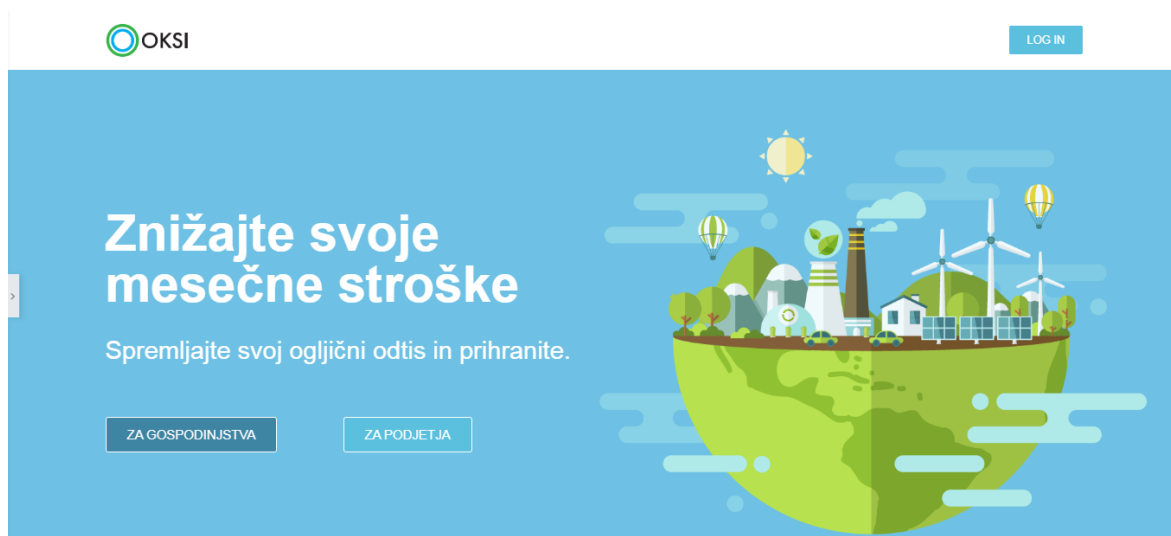 OKSI
LOG IN
Znižajte svoje
mesečne stroške
Spremljajte svoj ogljični odtis in prihranite.
ZA GOSPODINJSTVA
ZA PODJETJA